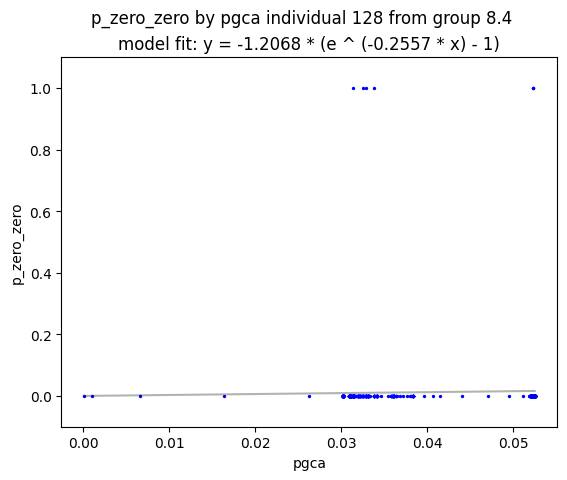 p_zero_zero by pgca individual 128 from group 8.4
model fit: y = -1.2068 * (e ^ (-0.2557 * x) - 1)
1.0
0.8
0.6
p_zero_zero
0.4
0.2
0.0
0.00 0.01 0.02 0.03 0.04 0.05
pgca